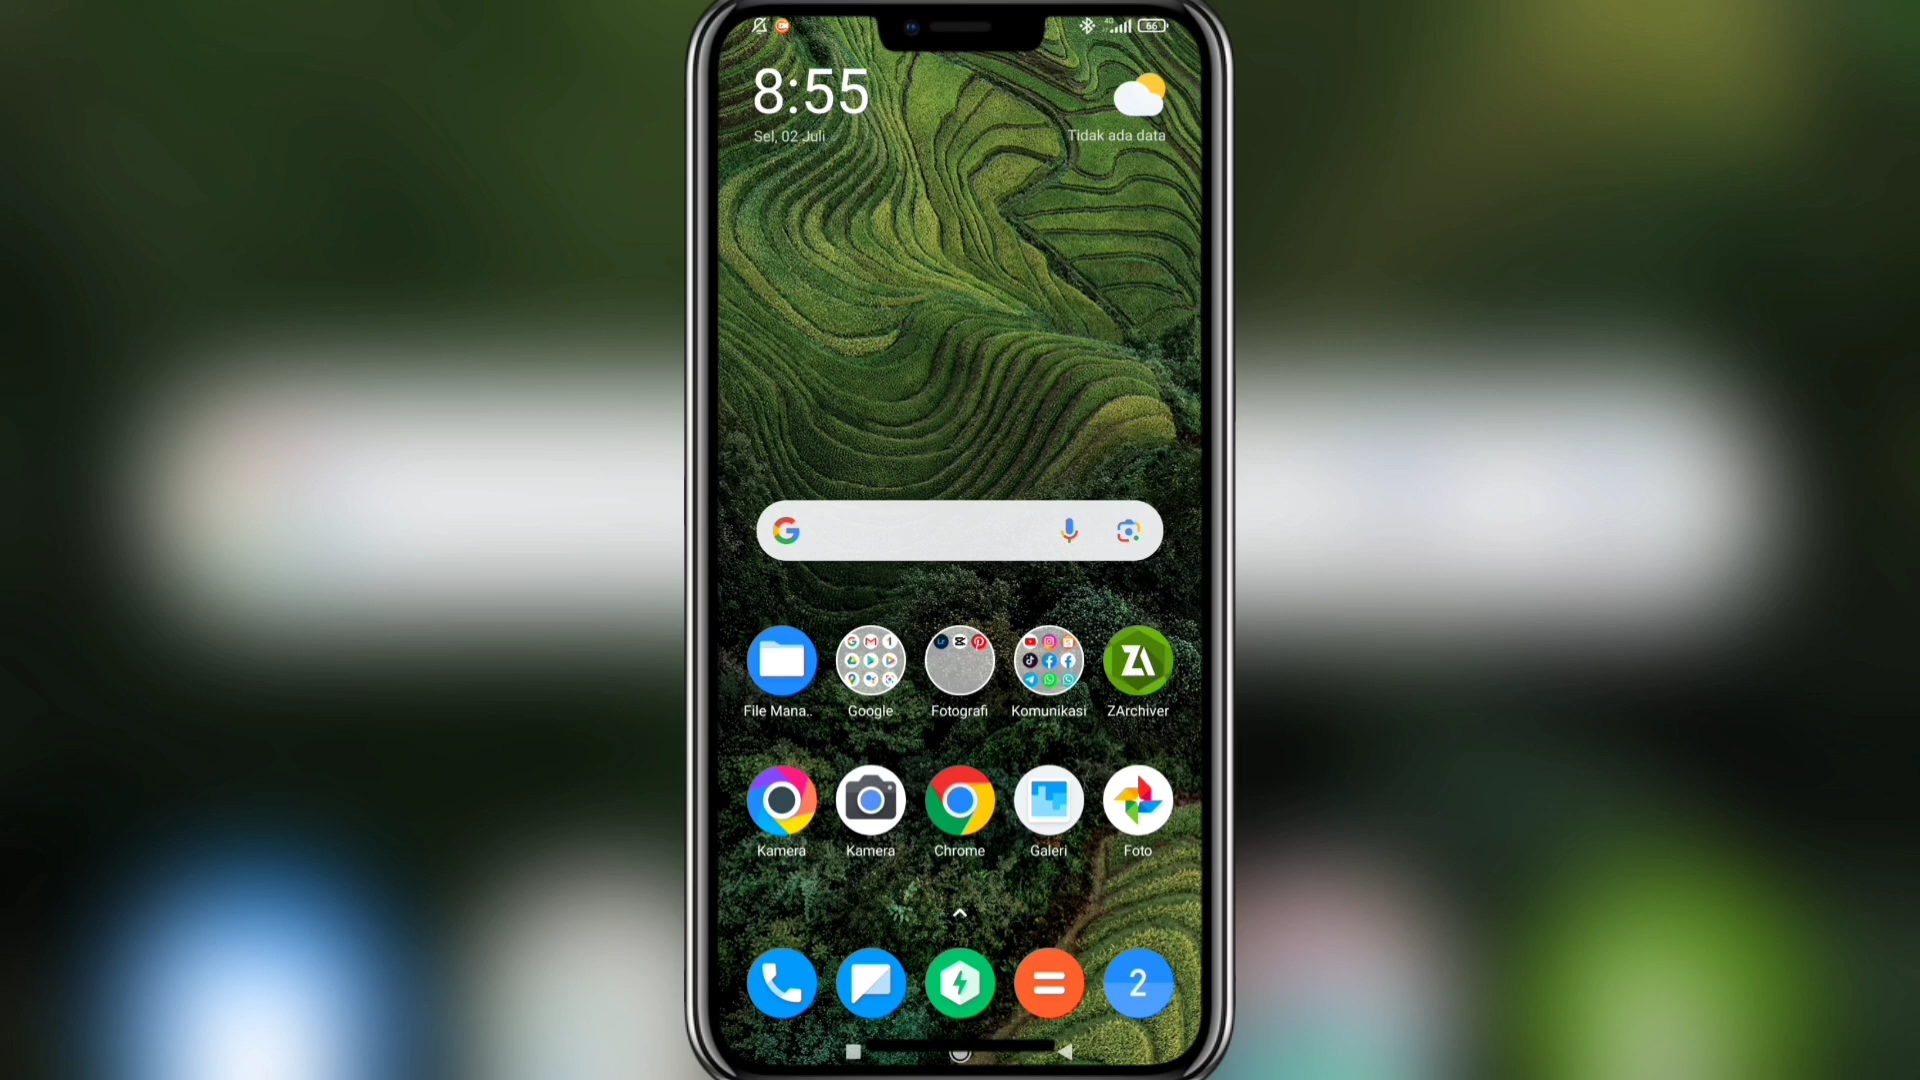 66
8:55
Sel, 02 Juli
Tidak ada data
File Mana..
Google
Fotografi
Komunikasi
ZArchiver
Kamera
Kamera
Chrome
Galeri
Foto
2